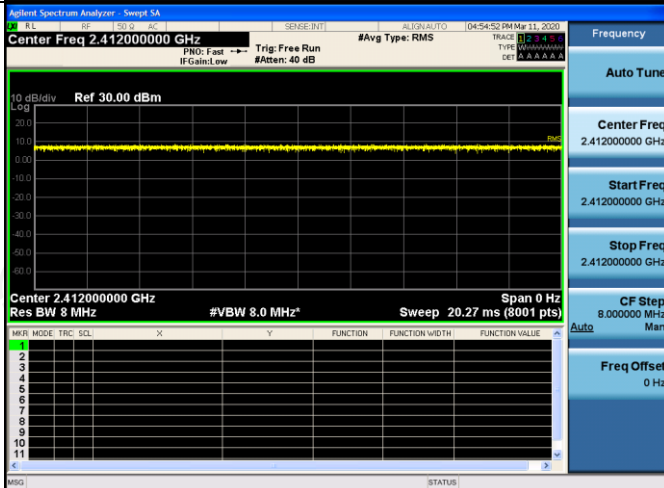 Agilent Spectrum Analyzer - Swept SA
RL RF 50 Ω AC SENSE:INT ALIGN AUTO 04:54:52 PM Mar 11, 2020
Center Freq 2.412000000 GHz
PNO: Fast
IFGain:Low
Trig: Free Run
#Atten: 40 dB
#Avg Type: RMS
TRACE 1 2 3 4 5 6
TYPE W
DET A A A A A A
10 dB/div Ref 30.00 dBm
Log
20.0
10.0
RMS
0.00
-10.0
-20.0
-30.0
-40.0
-50.0
-60.0
Center 2.412000000 GHz Span 0 Hz
Res BW 8 MHz #VBW 8.0 MHz* Sweep 20.27 ms (8001 pts)
MKR MODE TRC SCL X Y FUNCTION FUNCTION WIDTH FUNCTION VALUE
1
2
3
4
5
6
7
8
9
10
11
MSG STATUS
Frequency
Auto Tune
Center Freq
2.412000000 GHz
Start Freq
2.412000000 GHz
Stop Freq
2.412000000 GHz
CF Step
8.000000 MHz
Auto Man
Freq Offset
0 Hz